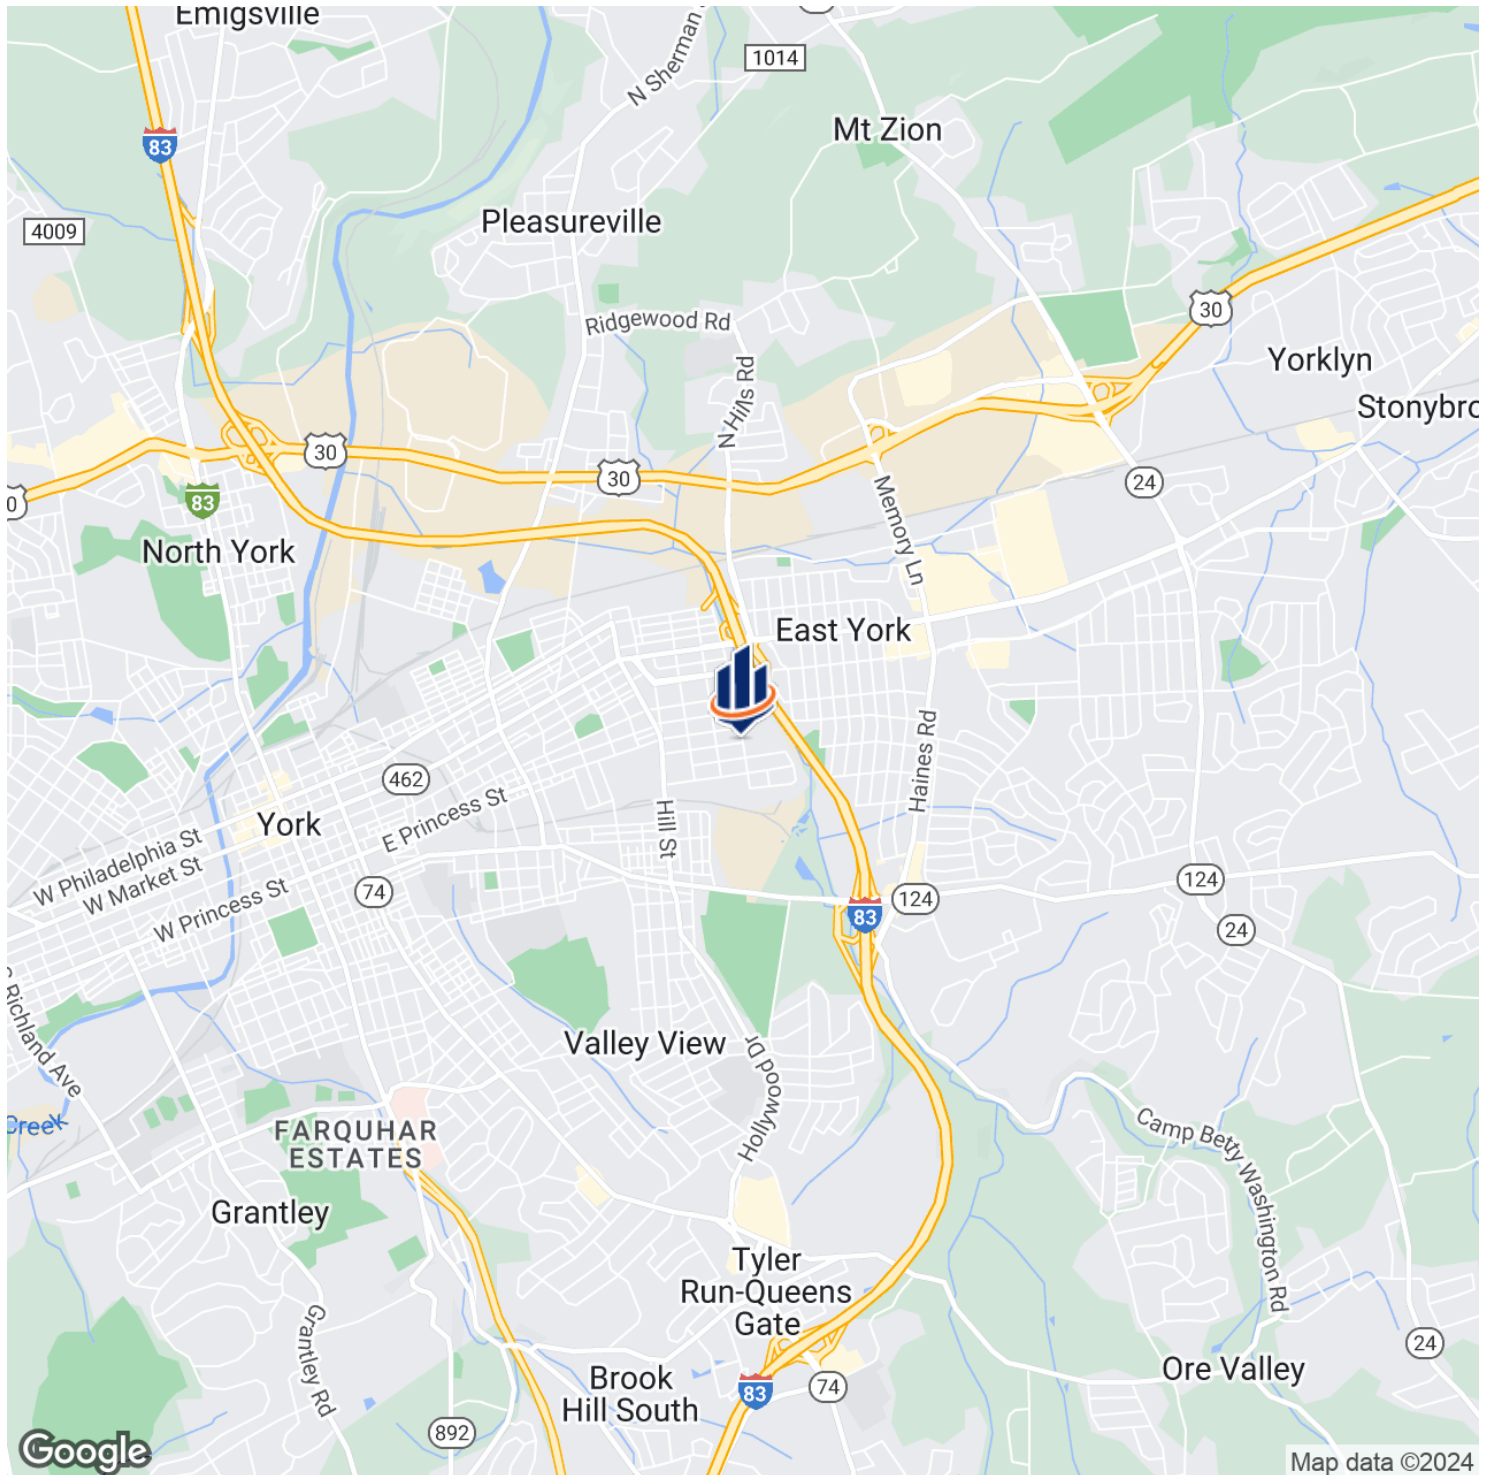 Emigsville
N Sherman
1014
83
Mt Zion
4009
Pleasureville
30
Ridgewood Rd
N Hills Rd
Yorklyn
Stonybro
30
30
0
83
24
Memory Ln
North York
East York
Haines Rd
462
E Princess St
Hill St
York
W Philadelphia St
W Market St
W Princess St
74
124
124
83
24
Richland Ave
Valley View
Hollywood Dr
Creek
FARQUHAR
ESTATES
Camp Betty Washington Rd
Grantley
Tyler
Run-Queens
Gate
Grantley Rd
24
Ore Valley
Brook
Hill South
83
74
892
Google
Map data ©2024